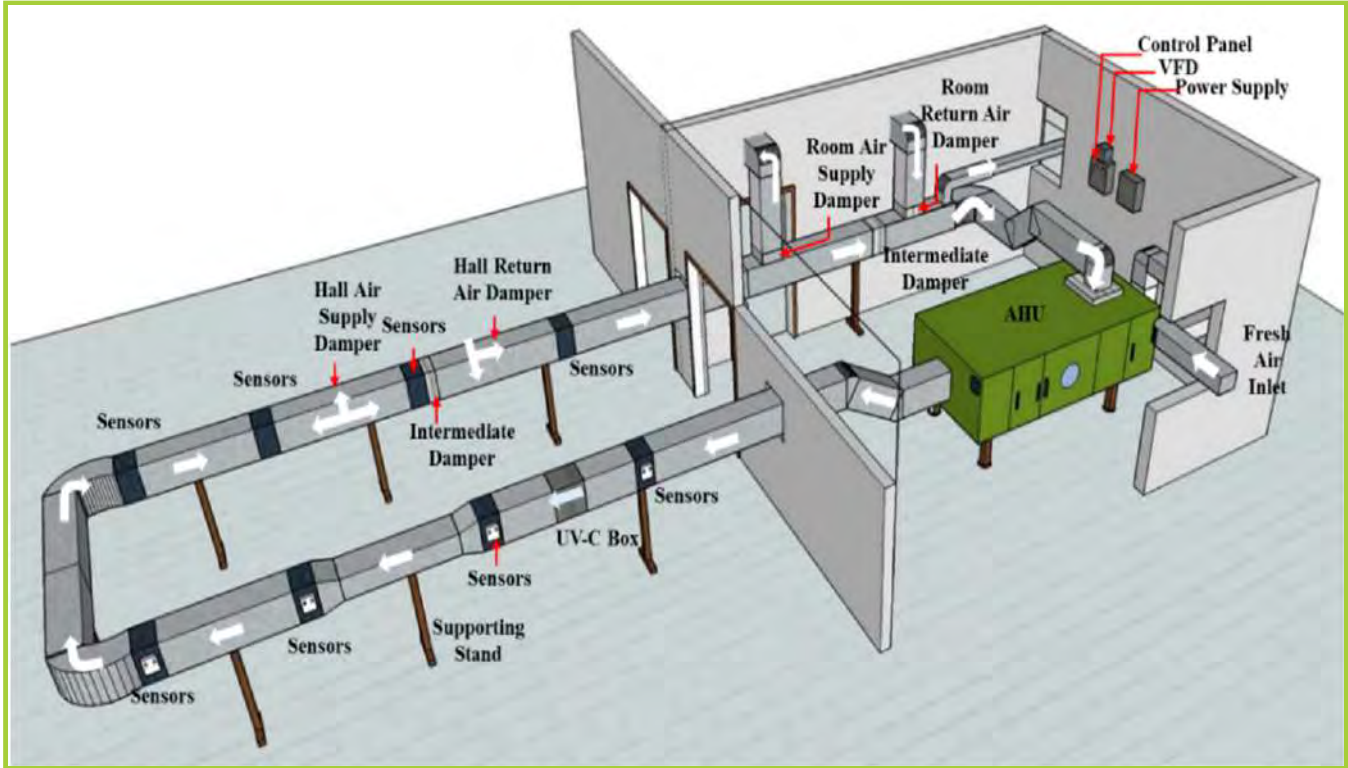 Control Panel
VFD
Power Supply
Room
Return Air
Damper
Room Air
Supply
Damper
Intermediate
Damper
Hall Return
Air Damper
Hall Air
Supply
Damper
Sensors
Sensors
Sensors
Sensors
AHU
Fresh
Air
Inlet
Intermediate
Damper
Sensors
UV-C Box
Sensors
Supporting
Stand
Sensors
Sensors